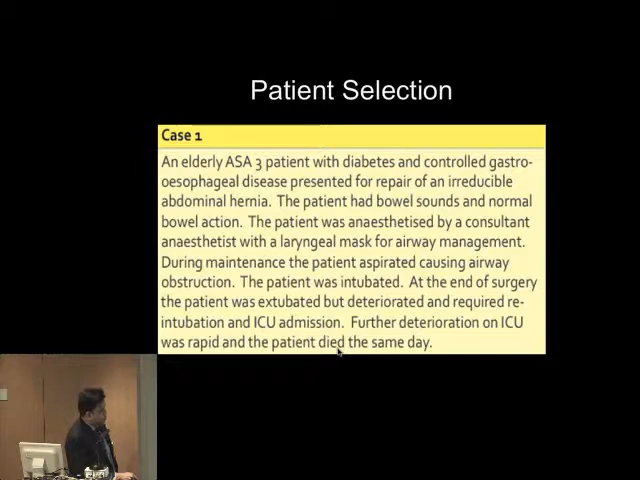 Patient Selection
Case 1
An elderly ASA 3 patient with diabetes and controlled gastro-
oesophageal disease presented for repair of an irreducible
abdominal hernia. The patient had bowel sounds and normal
bowel action. The patient was anaesthetised by a consultant
anaesthetist with a laryngeal mask for airway management.
During maintenance the patient aspirated causing airway
obstruction. The patient was intubated. At the end of surgery
the patient was extubated but deteriorated and required re-
intubation and ICU admission. Further deterioration on ICU
was rapid and the patient died the same day.